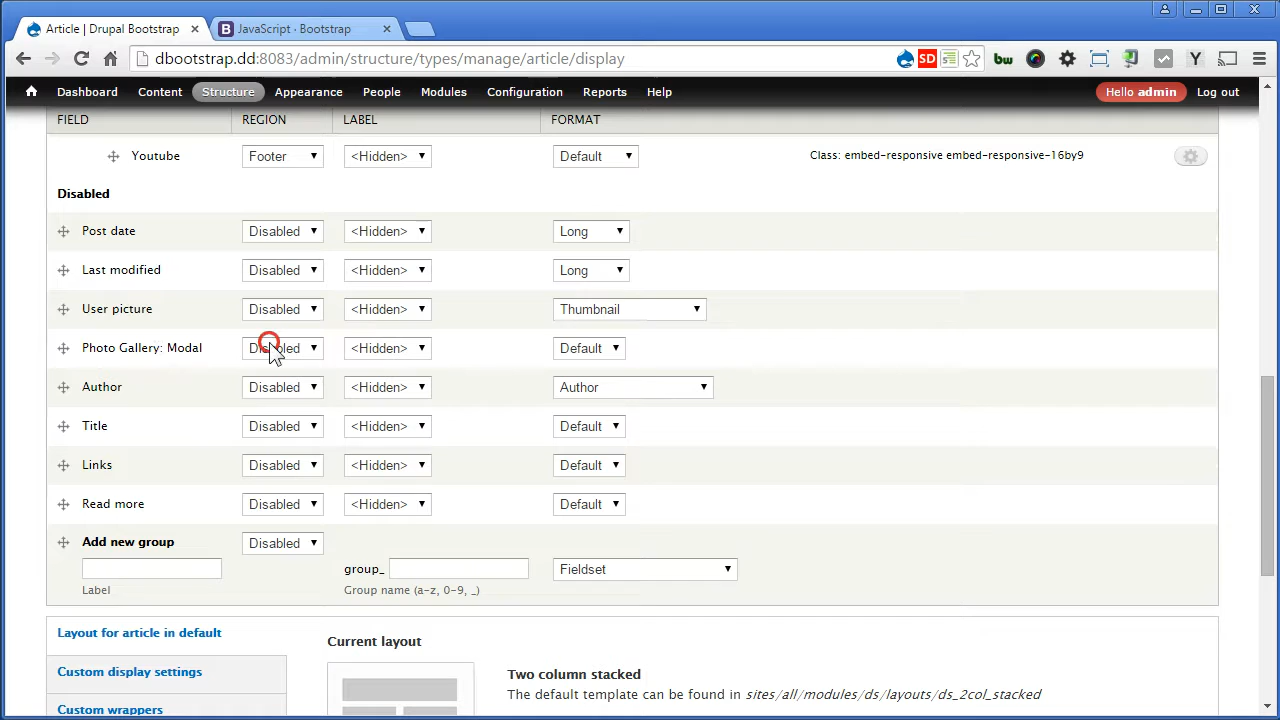 Article | Drupal Bootstrap
JavaScript · Bootstrap
dbootstrap.dd:8083/admin/structure/types/manage/article/display
Dashboard Content Structure Appearance People Modules Configuration Reports Help Hello admin Log out
FIELD REGION LABEL FORMAT
Youtube Footer <Hidden> Default Class: embed-responsive embed-responsive-16by9
Disabled
Post date Disabled <Hidden> Long
Last modified Disabled <Hidden> Long
User picture Disabled <Hidden> Thumbnail
Photo Gallery: Modal Disabled <Hidden> Default
Author Disabled <Hidden> Author
Title Disabled <Hidden> Default
Links Disabled <Hidden> Default
Read more Disabled <Hidden> Default
Add new group Disabled
group_ Fieldset
Label Group name (a-z, 0-9, _)
Layout for article in default
Custom display settings
Custom wrappers
Current layout
Two column stacked
The default template can be found in sites/all/modules/ds/layouts/ds_2col_stacked